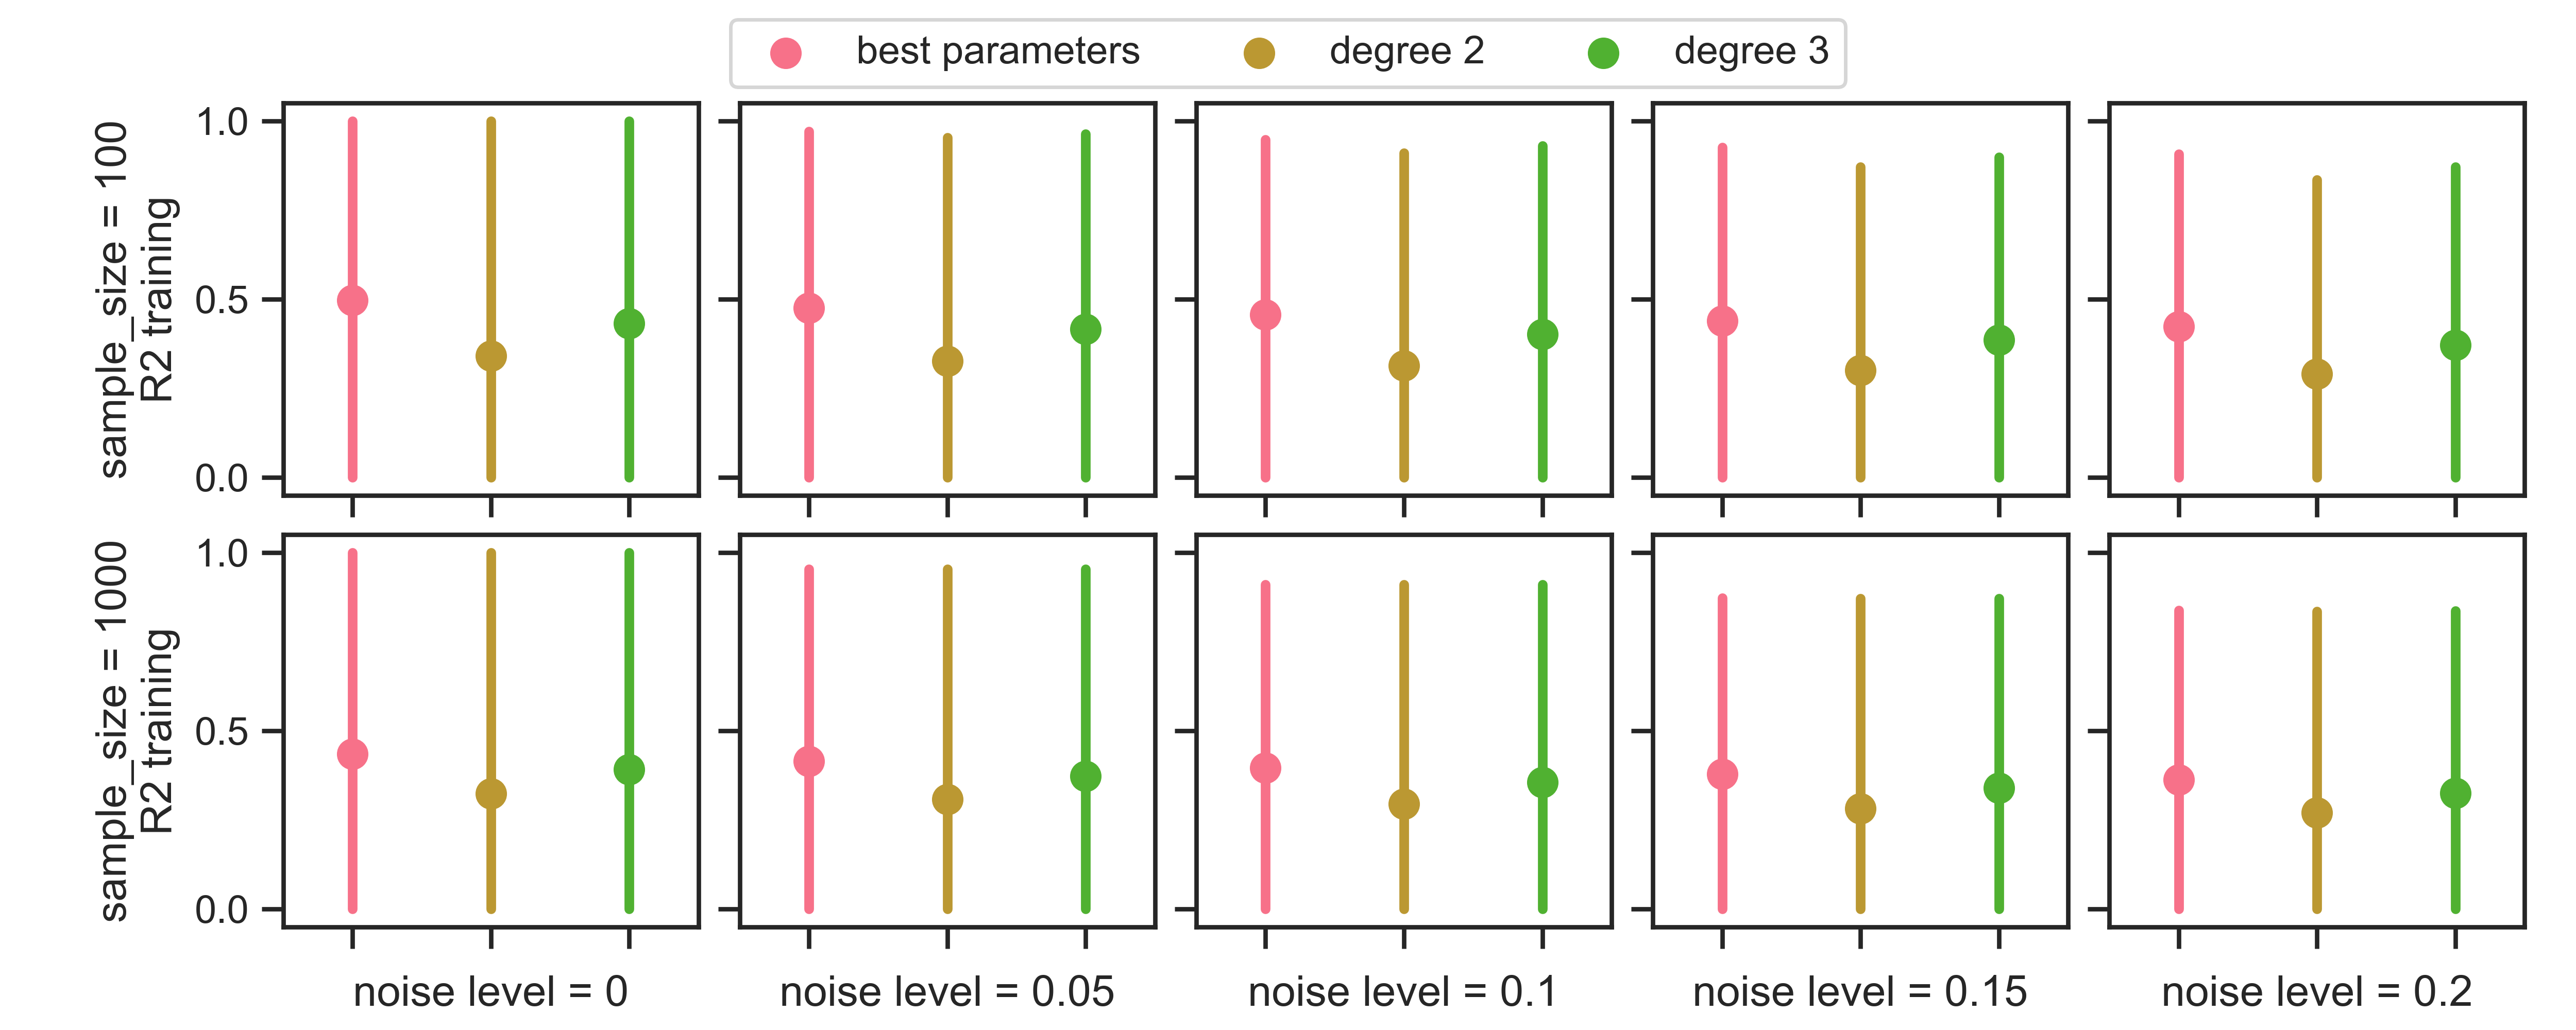 best parameters
degree 2
degree 3
sample_size = 100
R2 training
1.0
0.5
0.0
sample_size = 1000
R2 training
1.0
0.5
0.0
noise level = 0
noise level = 0.05
noise level = 0.1
noise level = 0.15
noise level = 0.2